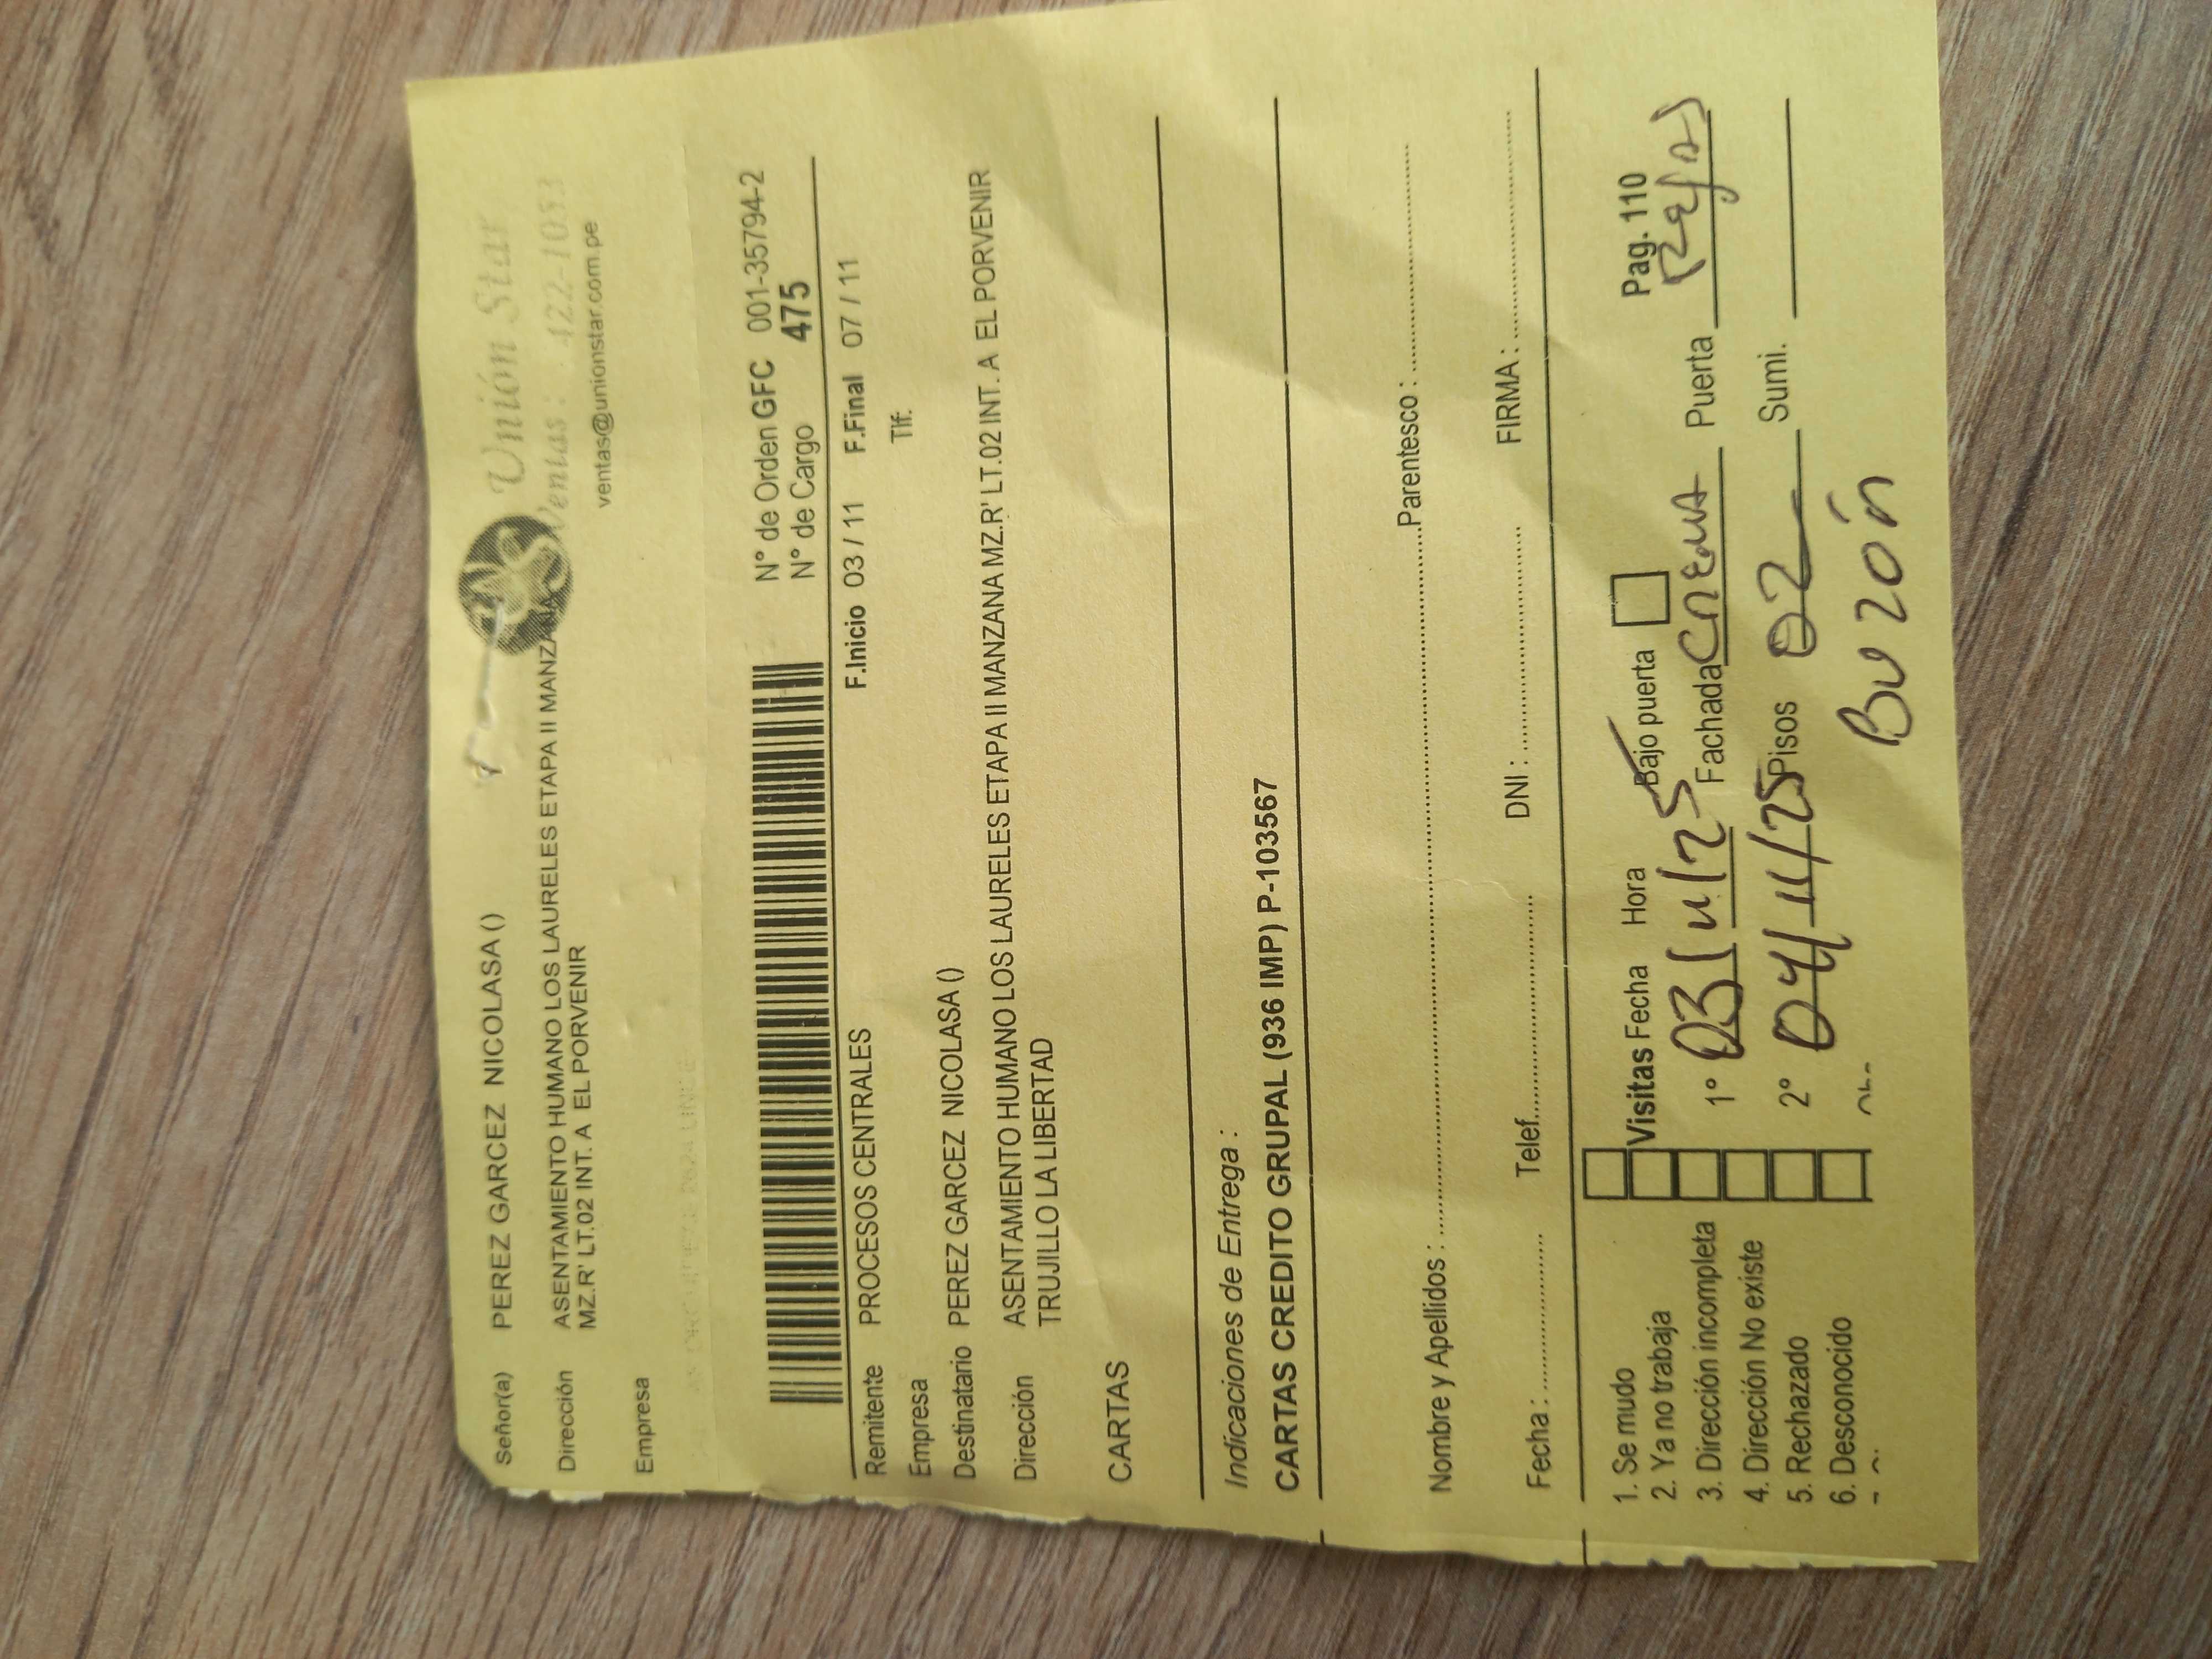 Unión Star
Ventas : 422-1053
ventas@unionstar.com.pe
Señor(a) PEREZ GARCEZ NICOLASA ()
Dirección ASENTAMIENTO HUMANO LOS LAURELES ETAPA II MANZANA
MZ.R' LT.02 INT. A EL PORVENIR
Empresa
N° de Orden GFC 001-35794-2
N° de Cargo 475
Remitente PROCESOS CENTRALES F.Inicio 03 / 11 F.Final 07 / 11
Empresa Tlf.
Destinatario PEREZ GARCEZ NICOLASA ()
Dirección ASENTAMIENTO HUMANO LOS LAURELES ETAPA II MANZANA MZ.R' LT.02 INT. A EL PORVENIR
TRUJILLO LA LIBERTAD
CARTAS
Indicaciones de Entrega :
CARTAS CREDITO GRUPAL (936 IMP) P-103567
Nombre y Apellidos : Parentesco :
Fecha : Telef. DNI : FIRMA :
1. Se mudo
2. Ya no trabaja Visitas Fecha Hora Bajo puerta Pag. 110
3. Dirección incompleta 1° 03/11/25 Fachada Crema Puerta Rejas
4. Dirección No existe
5. Rechazado 2° 04/11/25 Pisos 02 Sumi.
6. Desconocido
Buzón